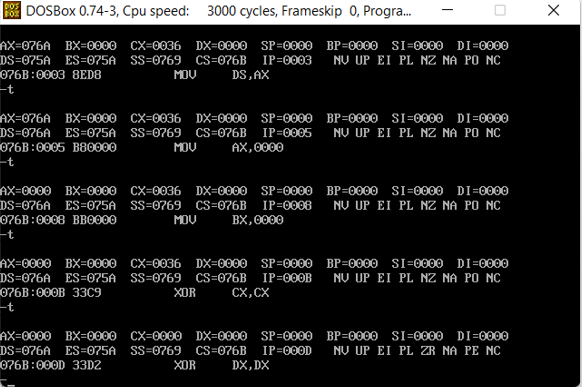 DOS BOX DOSBox 0.74-3, Cpu speed: 3000 cycles, Frameskip 0, Progra...
AX=076A BX=0000 CX=0036 DX=0000 SP=0000 BP=0000 SI=0000 DI=0000
DS=075A ES=075A SS=0769 CS=076B IP=0003 NV UP EI PL NZ NA PO NC
076B:0003 8ED8 MOV DS,AX
-t
AX=076A BX=0000 CX=0036 DX=0000 SP=0000 BP=0000 SI=0000 DI=0000
DS=076A ES=075A SS=0769 CS=076B IP=0005 NV UP EI PL NZ NA PO NC
076B:0005 B80000 MOV AX,0000
-t
AX=0000 BX=0000 CX=0036 DX=0000 SP=0000 BP=0000 SI=0000 DI=0000
DS=076A ES=075A SS=0769 CS=076B IP=0008 NV UP EI PL NZ NA PO NC
076B:0008 BB0000 MOV BX,0000
-t
AX=0000 BX=0000 CX=0036 DX=0000 SP=0000 BP=0000 SI=0000 DI=0000
DS=076A ES=075A SS=0769 CS=076B IP=000B NV UP EI PL NZ NA PO NC
076B:000B 33C9 XOR CX,CX
-t
AX=0000 BX=0000 CX=0000 DX=0000 SP=0000 BP=0000 SI=0000 DI=0000
DS=076A ES=075A SS=0769 CS=076B IP=000D NV UP EI PL ZR NA PE NC
076B:000D 33D2 XOR DX,DX
-